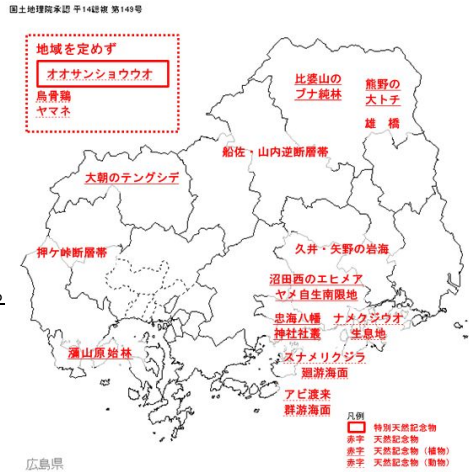 国土地理院承認 平14総複 第149号
地域を定めず
オオサンショウウオ
烏骨鶏
ヤマネ
比婆山の
ブナ純林
熊野の
大トチ
雄 橋
船佐・山内逆断層帯
大朝のテングシデ
押ケ峠断層帯
久井・矢野の岩海
沼田西のエヒメア
ヤメ自生南限地
忠海八幡
神社社叢
ナメクジウオ
生息地
瀰山原始林
スナメリクジラ
廻游海面
アビ渡来
群游海面
凡例
特別天然記念物
赤字 天然記念物
赤字 天然記念物（植物）
赤字 天然記念物（動物）
広島県